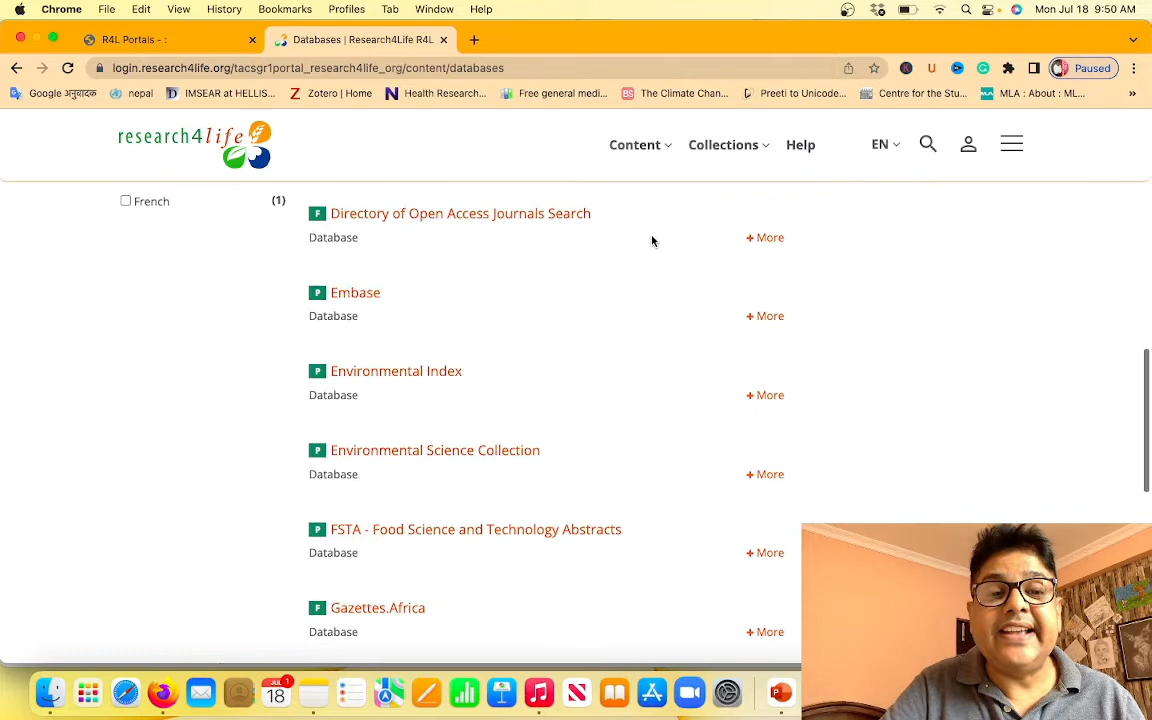 Chrome File Edit View History Bookmarks Profiles Tab Window Help Mon Jul 18 9:50 AM
R4L Portals - : Databases | Research4Life R4L
login.research4life.org/tacsgr1portal_research4life_org/content/databases Paused
Google अनुवादक nepal IMSEAR at HELLIS... Zotero | Home Health Research... Free general medi... BS The Climate Chan... Preeti to Unicode... Centre for the Stu... MLA : About : ML... »
research4life Content Collections Help EN
French (1)
F Directory of Open Access Journals Search
Database + More
P Embase
Database + More
P Environmental Index
Database + More
P Environmental Science Collection
Database + More
P FSTA - Food Science and Technology Abstracts
Database + More
F Gazettes.Africa
Database + More
JUL 1
18